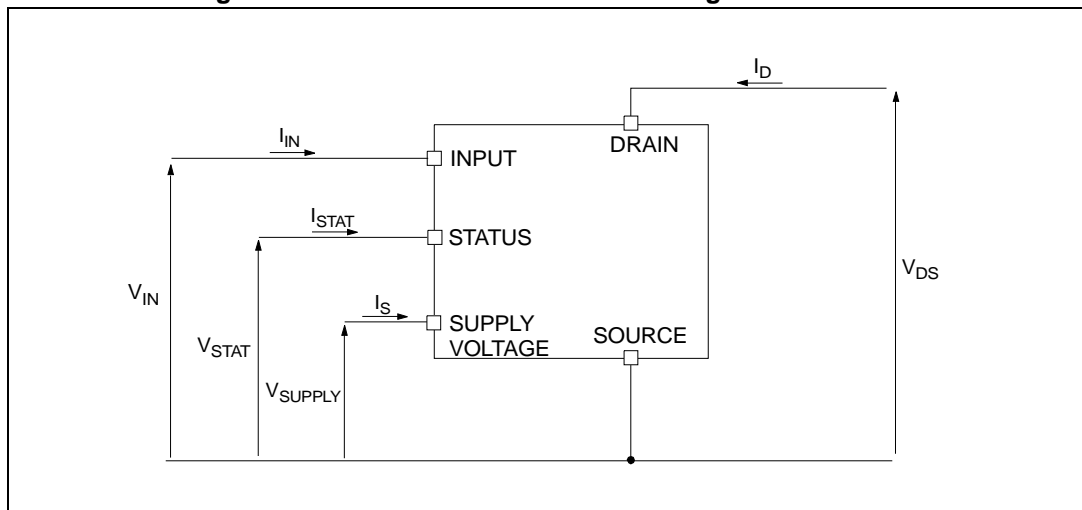 I_D
DRAIN
I_IN
INPUT
I_STAT
STATUS
V_DS
V_IN
I_S
SUPPLY
VOLTAGE
SOURCE
V_STAT
V_SUPPLY